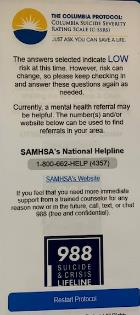 THE COLUMBIA PROTOCOL:
COLUMBIA SUICIDE SEVERITY
RATING SCALE (C-SSRS)
JUST ASK. YOU CAN SAVE A LIFE.
The answers selected indicate LOW
risk at this time. However, risk can
change, so please keep checking in
and answer these questions again as
needed.
Currently, a mental health referral may
be helpful. The number(s) and/or
website below can be used to find
referrals in your area.
SAMHSA's National Helpline
1-800-662-HELP (4357)
SAMHSA's Website
If you feel that you need more immediate
support from a trained counselor for any
reason now or in the future, call, text, or chat
988 (free and confidential).
988
SUICIDE
& CRISIS
LIFELINE
Restart Protocol